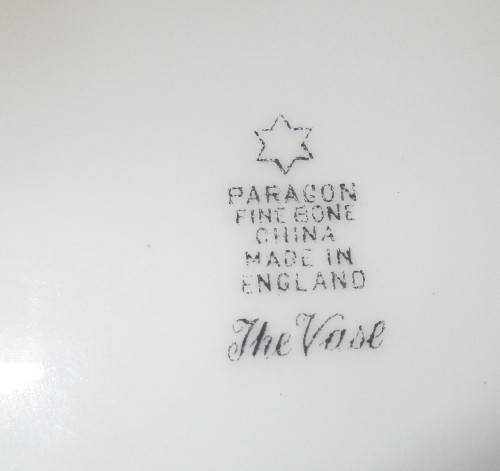 PARAGON
FINE BONE
CHINA
MADE IN
ENGLAND
The Vase